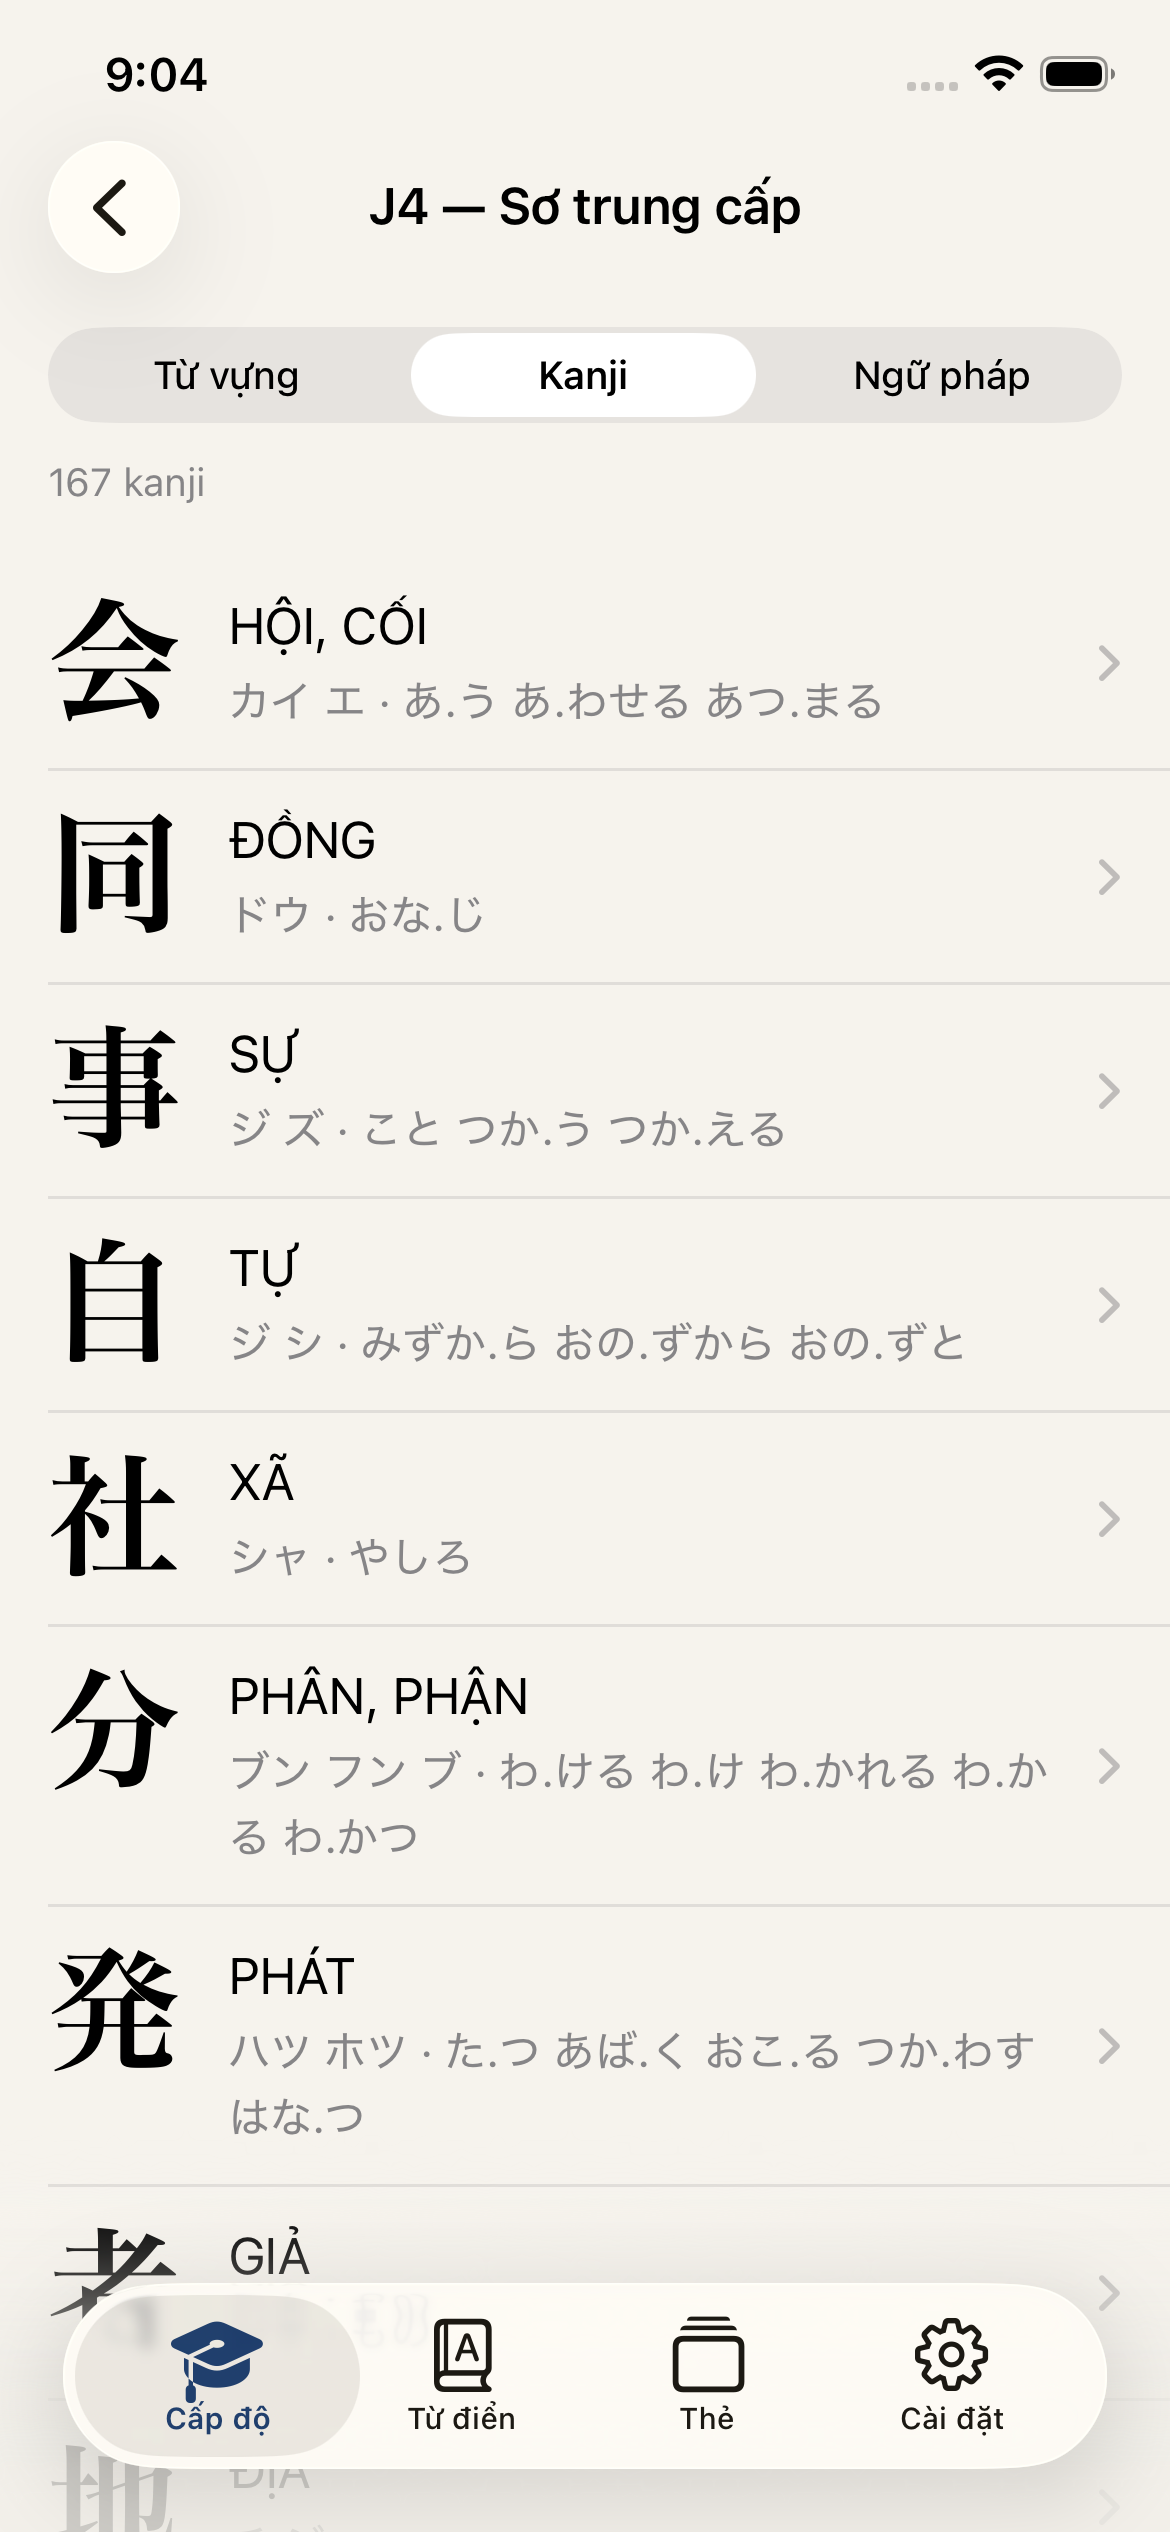 9:04
J4 — Sơ trung cấp
Từ vựng
Kanji
Ngữ pháp
167 kanji
会
HỘI, CỐI
カイ エ · あ.う あ.わせる あつ.まる
同
ĐỒNG
ドウ · おな.じ
事
SỰ
ジ ズ · こと つか.う つか.える
自
TỰ
ジ シ · みずか.ら おの.ずから おの.ずと
社
XÃ
シャ · やしろ
分
PHÂN, PHẬN
ブン フン ブ · わ.ける わ.け わ.かれる わ.か
る わ.かつ
発
PHÁT
ハツ ホツ · た.つ あば.く おこ.る つか.わす
はな.つ
者
GIẢ
Cấp độ
Từ điển
Thẻ
Cài đặt
地
ĐỊA